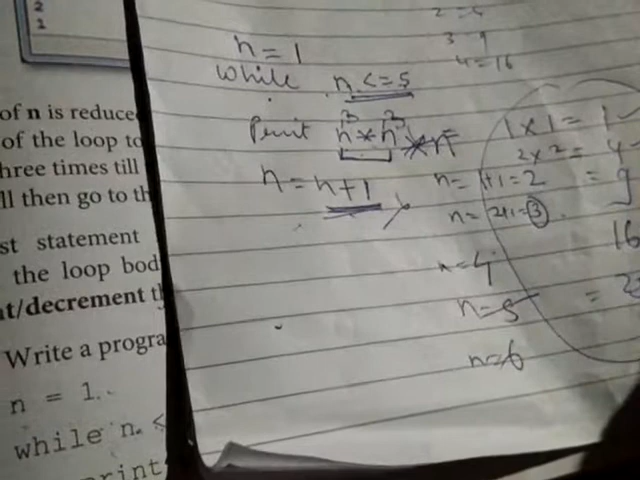 2
1
of n is reduce
of the loop to
hree times till
ll then go to th
st statement
the loop bod
t/decrement t
Write a progra
n = 1.
while n <
print
2 = 4
3 9
4 = 16
n = 1
while n <= 5
Print n * n * n
n = n+1
1 x 1 = 1
2 x 2 = 4
n = 1+1 = 2 = 9
n = 2+1 = 3
16
n = 4
n = 5 =
n = 6